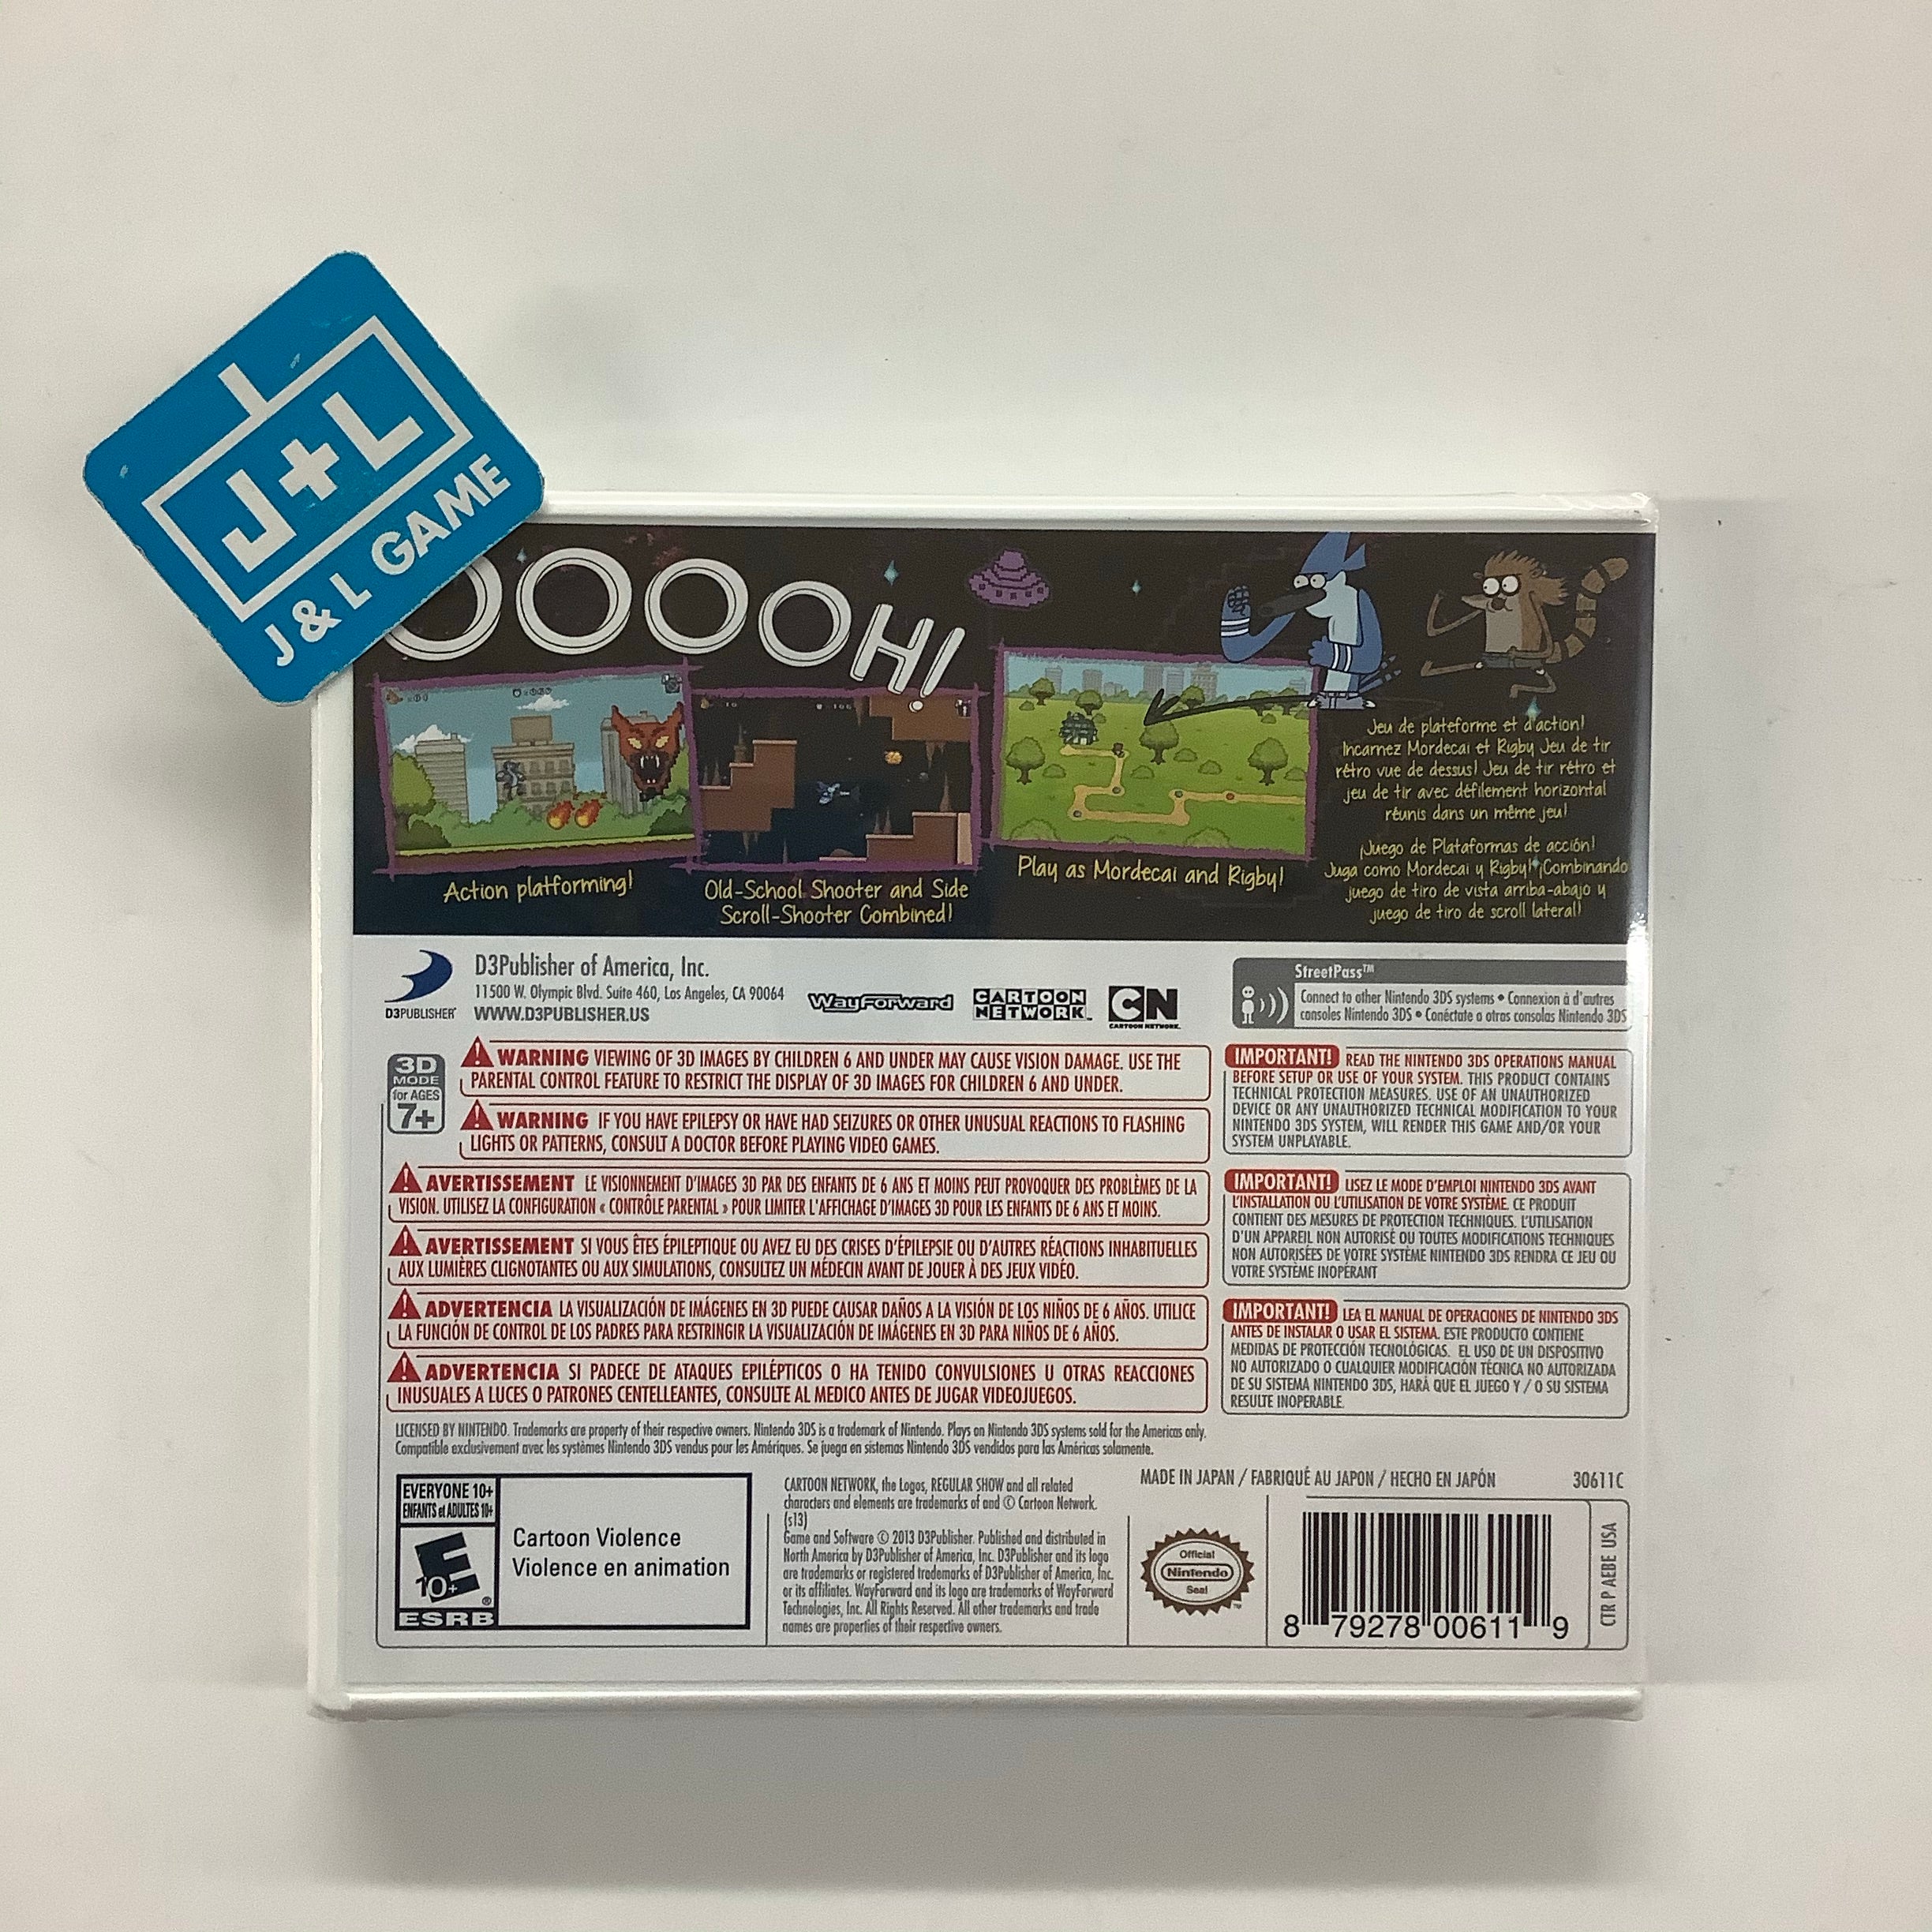 J+L
J & L GAME
OOOOH!
Jeu de plateforme et d'action!
Incarnez Mordecai et Rigby Jeu de tir
rétro vue de dessus! Jeu de tir rétro et
jeu de tir avec défilement horizontal
réunis dans un même jeu!
¡Juego de Plataformas de acción!
Juga como Mordecai y Rigby! ¡Combinando
juego de tiro de vista arriba-abajo y
juego de tiro de scroll lateral!
Action platforming!
Old-School Shooter and Side
Scroll-Shooter Combined!
Play as Mordecai and Rigby!
D3PUBLISHER
D3Publisher of America, Inc.
11500 W. Olympic Blvd. Suite 460, Los Angeles, CA 90064
WWW.D3PUBLISHER.US
WayForward
CARTOON
NETWORK
CN
CARTOON NETWORK
StreetPass™
Connect to other Nintendo 3DS systems • Connexion à d'autres
consoles Nintendo 3DS • Conéctate a otras consolas Nintendo 3DS
3D
MODE
for AGES
7+
WARNING VIEWING OF 3D IMAGES BY CHILDREN 6 AND UNDER MAY CAUSE VISION DAMAGE. USE THE
PARENTAL CONTROL FEATURE TO RESTRICT THE DISPLAY OF 3D IMAGES FOR CHILDREN 6 AND UNDER.
WARNING IF YOU HAVE EPILEPSY OR HAVE HAD SEIZURES OR OTHER UNUSUAL REACTIONS TO FLASHING
LIGHTS OR PATTERNS, CONSULT A DOCTOR BEFORE PLAYING VIDEO GAMES.
AVERTISSEMENT LE VISIONNEMENT D'IMAGES 3D PAR DES ENFANTS DE 6 ANS ET MOINS PEUT PROVOQUER DES PROBLÈMES DE LA
VISION. UTILISEZ LA CONFIGURATION « CONTRÔLE PARENTAL » POUR LIMITER L'AFFICHAGE D'IMAGES 3D POUR LES ENFANTS DE 6 ANS ET MOINS.
AVERTISSEMENT SI VOUS ÊTES ÉPILEPTIQUE OU AVEZ EU DES CRISES D'ÉPILEPSIE OU D'AUTRES RÉACTIONS INHABITUELLES
AUX LUMIÈRES CLIGNOTANTES OU AUX SIMULATIONS, CONSULTEZ UN MÉDECIN AVANT DE JOUER À DES JEUX VIDÉO.
ADVERTENCIA LA VISUALIZACIÓN DE IMÁGENES EN 3D PUEDE CAUSAR DAÑOS A LA VISIÓN DE LOS NIÑOS DE 6 AÑOS. UTILICE
LA FUNCIÓN DE CONTROL DE LOS PADRES PARA RESTRINGIR LA VISUALIZACIÓN DE IMÁGENES EN 3D PARA NIÑOS DE 6 AÑOS.
ADVERTENCIA SI PADECE DE ATAQUES EPILÉPTICOS O HA TENIDO CONVULSIONES U OTRAS REACCIONES
INUSUALES A LUCES O PATRONES CENTELLEANTES, CONSULTE AL MEDICO ANTES DE JUGAR VIDEOJUEGOS.
IMPORTANT! READ THE NINTENDO 3DS OPERATIONS MANUAL
BEFORE SETUP OR USE OF YOUR SYSTEM. THIS PRODUCT CONTAINS
TECHNICAL PROTECTION MEASURES. USE OF AN UNAUTHORIZED
DEVICE OR ANY UNAUTHORIZED TECHNICAL MODIFICATION TO YOUR
NINTENDO 3DS SYSTEM, WILL RENDER THIS GAME AND/OR YOUR
SYSTEM UNPLAYABLE.
IMPORTANT! LISEZ LE MODE D'EMPLOI NINTENDO 3DS AVANT
L'INSTALLATION OU L'UTILISATION DE VOTRE SYSTÈME. CE PRODUIT
CONTIENT DES MESURES DE PROTECTION TECHNIQUES. L'UTILISATION
D'UN APPAREIL NON AUTORISÉ OU TOUTES MODIFICATIONS TECHNIQUES
NON AUTORISÉES DE VOTRE SYSTÈME NINTENDO 3DS RENDRA CE JEU OU
VOTRE SYSTÈME INOPÉRANT
IMPORTANT! LEA EL MANUAL DE OPERACIONES DE NINTENDO 3DS
ANTES DE INSTALAR O USAR EL SISTEMA. ESTE PRODUCTO CONTIENE
MEDIDAS DE PROTECCIÓN TECNOLÓGICAS. EL USO DE UN DISPOSITIVO
NO AUTORIZADO O CUALQUIER MODIFICACIÓN TÉCNICA NO AUTORIZADA
DE SU SISTEMA NINTENDO 3DS, HARÁ QUE EL JUEGO Y / O SU SISTEMA
RESULTE INOPERABLE.
LICENSED BY NINTENDO. Trademarks are property of their respective owners. Nintendo 3DS is a trademark of Nintendo. Plays on Nintendo 3DS systems sold for the Americas only.
Compatible exclusivement avec les systèmes Nintendo 3DS vendus pour les Amériques. Se juega en sistemas Nintendo 3DS vendidos para las Américas solamente.
EVERYONE 10+
ENFANTS et ADULTES 10+
E
10+
ESRB
Cartoon Violence
Violence en animation
CARTOON NETWORK, the Logos, REGULAR SHOW and all related
characters and elements are trademarks of and © Cartoon Network.
(s13)
Game and Software © 2013 D3Publisher. Published and distributed in
North America by D3Publisher of America, Inc. D3Publisher and its logo
are trademarks or registered trademarks of D3Publisher of America, Inc.
or its affiliates. WayForward and its logo are trademarks of WayForward
Technologies, Inc. All Rights Reserved. All other trademarks and trade
names are properties of their respective owners.
MADE IN JAPAN / FABRIQUÉ AU JAPON / HECHO EN JAPÓN
30611C
Official
Nintendo
Seal
8 79278 00611 9
CTR P AEBE USA